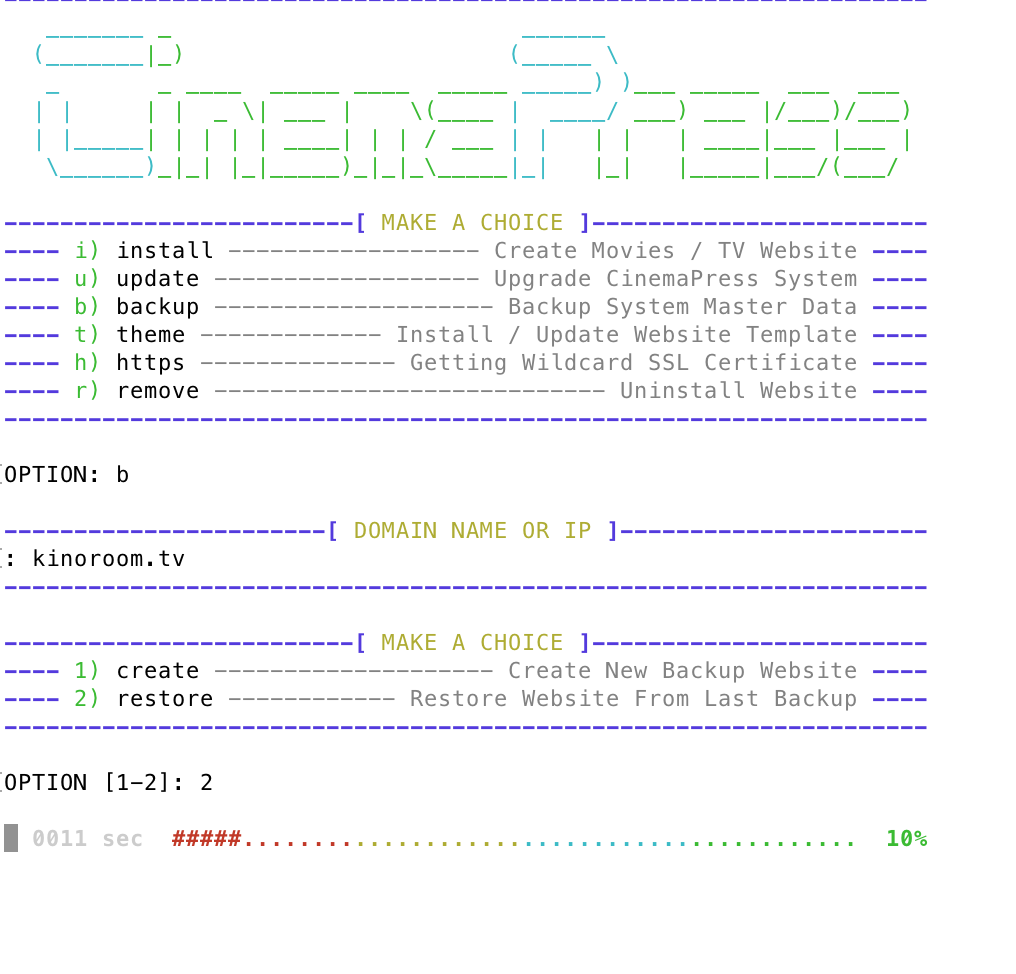 CinemaPress
[ MAKE A CHOICE ]
i) install Create Movies / TV Website
u) update Upgrade CinemaPress System
b) backup Backup System Master Data
t) theme Install / Update Website Template
h) https Getting Wildcard SSL Certificate
r) remove Uninstall Website
OPTION: b
[ DOMAIN NAME OR IP ]
: kinoroom.tv
[ MAKE A CHOICE ]
1) create Create New Backup Website
2) restore Restore Website From Last Backup
OPTION [1-2]: 2
0011 sec #####............................................ 10%